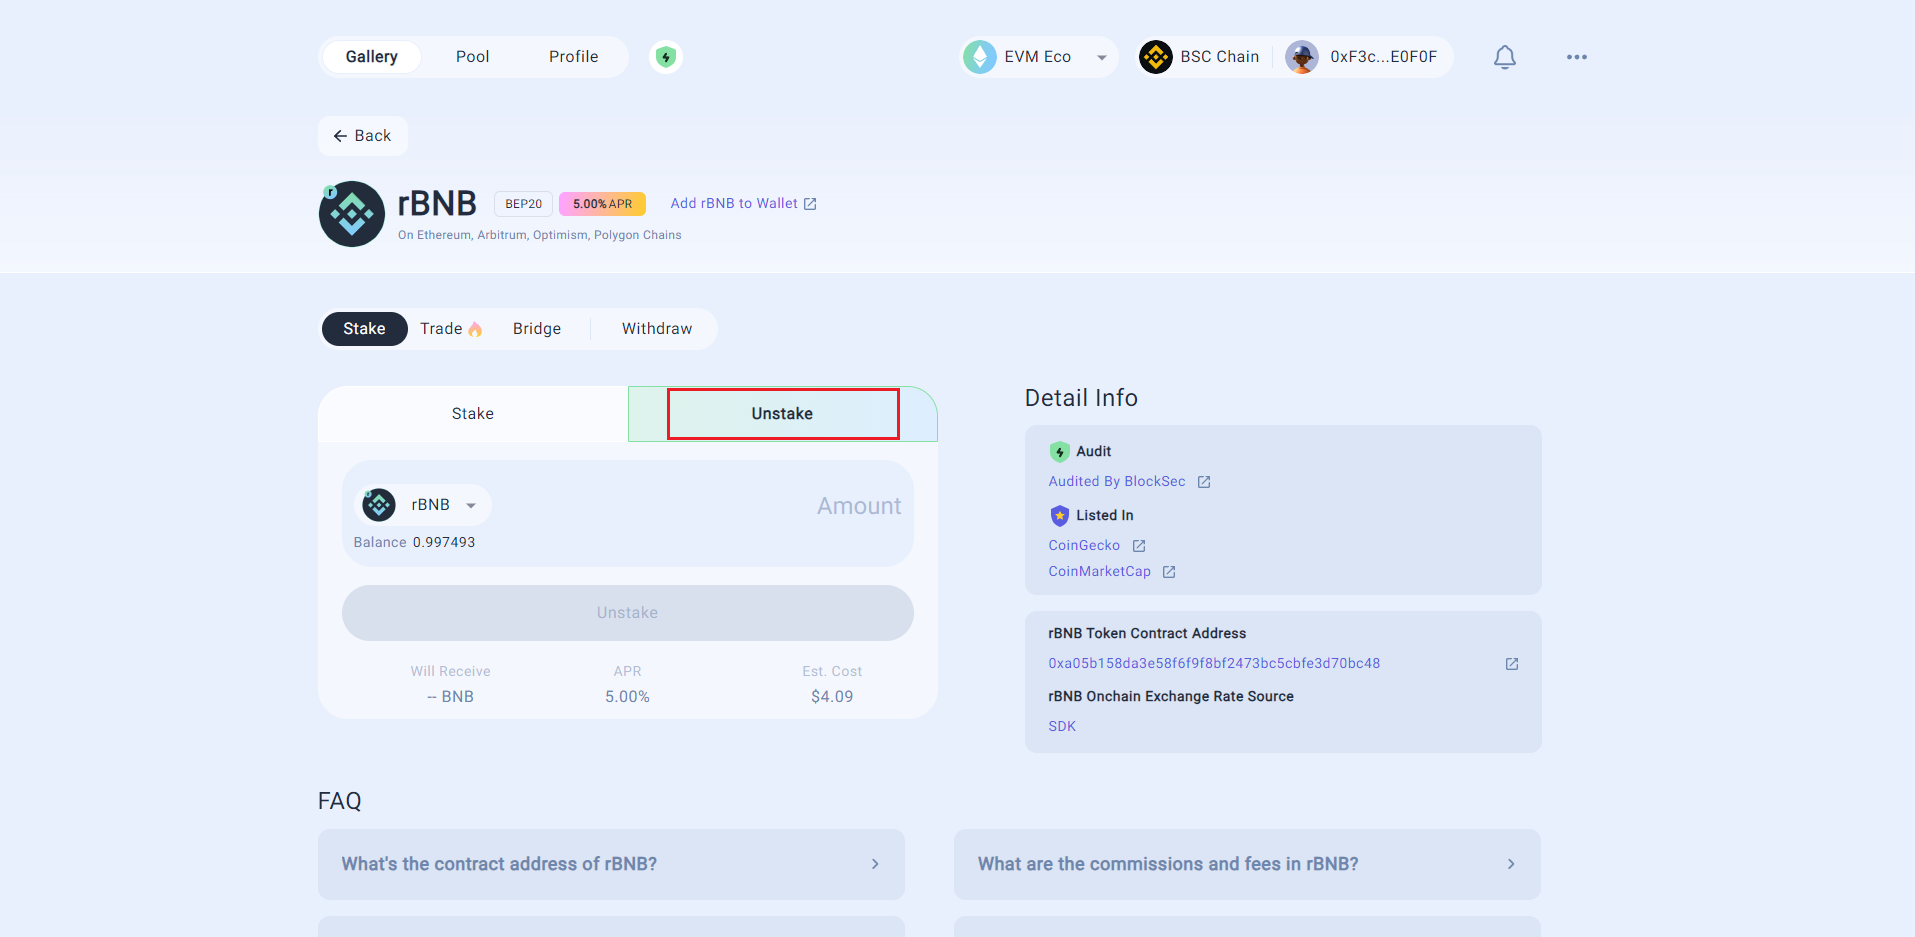 Gallery Pool Profile EVM Eco BSC Chain 0xF3c...E0F0F
Back
rBNB BEP20 5.00% APR Add rBNB to Wallet
On Ethereum, Arbitrum, Optimism, Polygon Chains
Stake Trade Bridge Withdraw
Stake Unstake
rBNB Amount
Balance 0.997493
Unstake
Will Receive APR Est. Cost
-- BNB 5.00% $4.09
Detail Info
Audit
Audited By BlockSec
Listed In
CoinGecko
CoinMarketCap
rBNB Token Contract Address
0xa05b158da3e58f6f9f8bf2473bc5cbfe3d70bc48
rBNB Onchain Exchange Rate Source
SDK
FAQ
What's the contract address of rBNB?
What are the commissions and fees in rBNB?